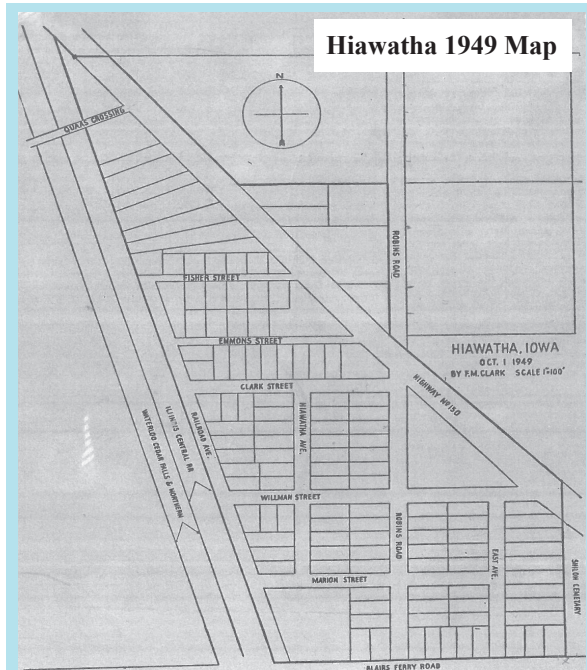 Hiawatha 1949 Map
N
QUAAS CROSSING
ROBINS ROAD
FISHER STREET
EMMONS STREET
HIAWATHA, IOWA
OCT. 1 1949
BY F.M. CLARK SCALE 1"=100'
CLARK STREET
HIGHWAY NO 150
HIAWATHA AVE.
RAILROAD AVE.
ILLINOIS CENTRAL RR
WATERLOO CEDAR FALLS & NORTHERN
WILLMAN STREET
ROBINS ROAD
EAST AVE.
SHILOH CEMETARY
MARION STREET
BLAIRS FERRY ROAD